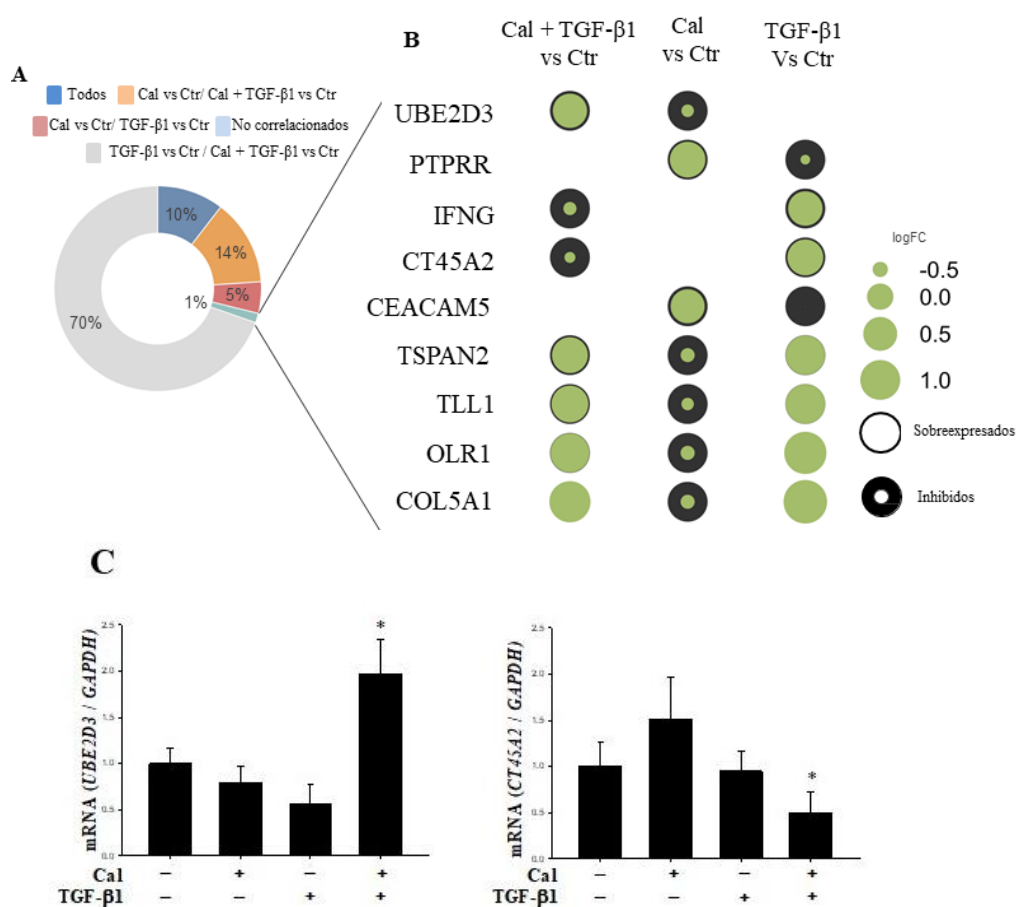 A
Todos
Cal vs Ctr/ Cal + TGF-β1 vs Ctr
Cal vs Ctr/ TGF-β1 vs Ctr
No correlacionados
TGF-β1 vs Ctr / Cal + TGF-β1 vs Ctr
10%
14%
5%
1%
70%
B
Cal + TGF-β1
vs Ctr
Cal
vs Ctr
TGF-β1
Vs Ctr
UBE2D3
PTPRR
IFNG
CT45A2
CEACAM5
TSPAN2
TLL1
OLR1
COL5A1
logFC
-0.5
0.0
0.5
1.0
Sobreexpresados
Inhibidos
C
mRNA (UBE2D3 / GAPDH)
2.5
2.0
1.5
1.0
0.5
0.0
*
Cal – + – +
TGF-β1 – – + +
mRNA (CT45A2 / GAPDH)
2.5
2.0
1.5
1.0
0.5
0.0
*
Cal – + – +
TGF-β1 – – + +